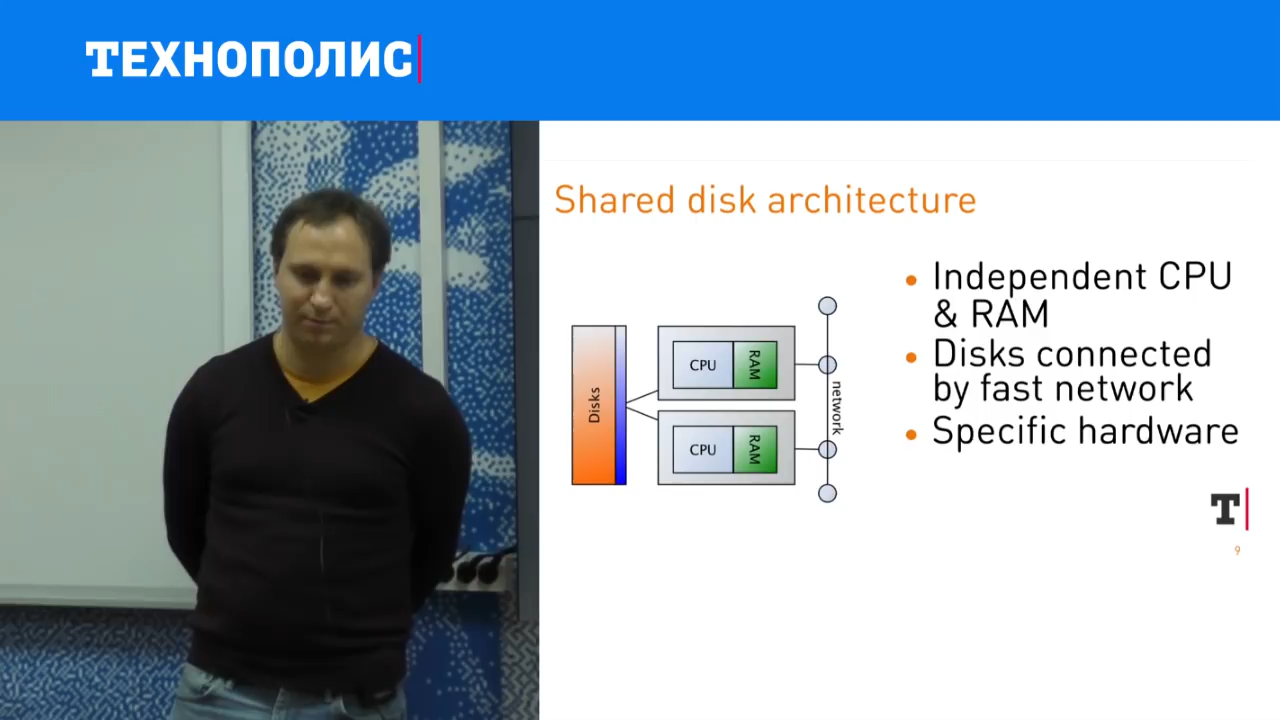 ТЕХНОПОЛИС
Shared disk architecture
• Independent CPU
& RAM
• Disks connected
by fast network
• Specific hardware
Disks
CPU
RAM
CPU
RAM
network
T
9